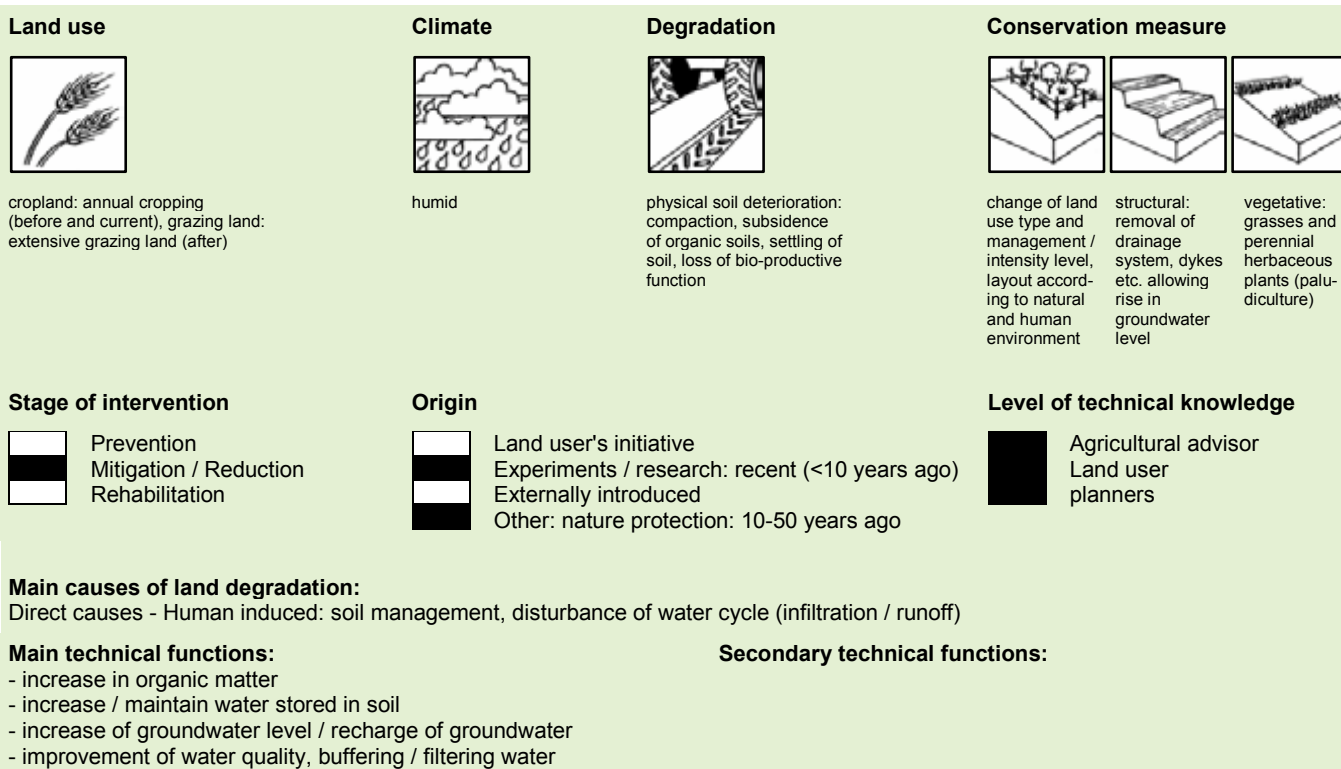 Land use
cropland: annual cropping
(before and current), grazing land:
extensive grazing land (after)
Climate
humid
Degradation
physical soil deterioration:
compaction, subsidence
of organic soils, settling of
soil, loss of bio-productive
function
Conservation measure
change of land
use type and
management /
intensity level,
layout accord-
ing to natural
and human
environment
structural:
removal of
drainage
system, dykes
etc. allowing
rise in
groundwater
level
vegetative:
grasses and
perennial
herbaceous
plants (palu-
diculture)
Stage of intervention
Prevention
Mitigation / Reduction
Rehabilitation
Origin
Land user's initiative
Experiments / research: recent (<10 years ago)
Externally introduced
Other: nature protection: 10-50 years ago
Level of technical knowledge
Agricultural advisor
Land user
planners
Main causes of land degradation:
Direct causes - Human induced: soil management, disturbance of water cycle (infiltration / runoff)
Main technical functions:
- increase in organic matter
- increase / maintain water stored in soil
- increase of groundwater level / recharge of groundwater
- improvement of water quality, buffering / filtering water
Secondary technical functions: